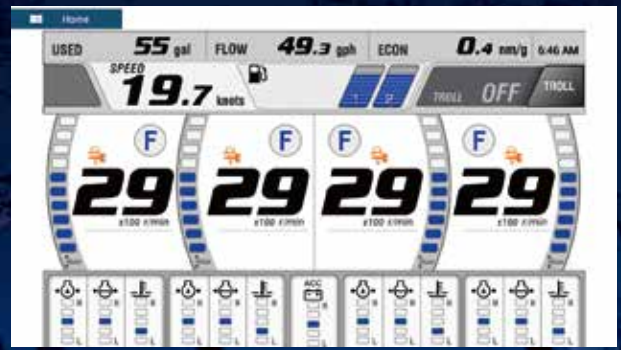 Home
USED 55 gal FLOW 49.3 gph ECON 0.4 nm/g 6:46 AM
SPEED
19.7 knots
1 2
TROLL OFF TROLL
F F F F
29 29 29 29
x100 r/min x100 r/min x100 r/min x100 r/min
ACC
H H H H H
L L L L L